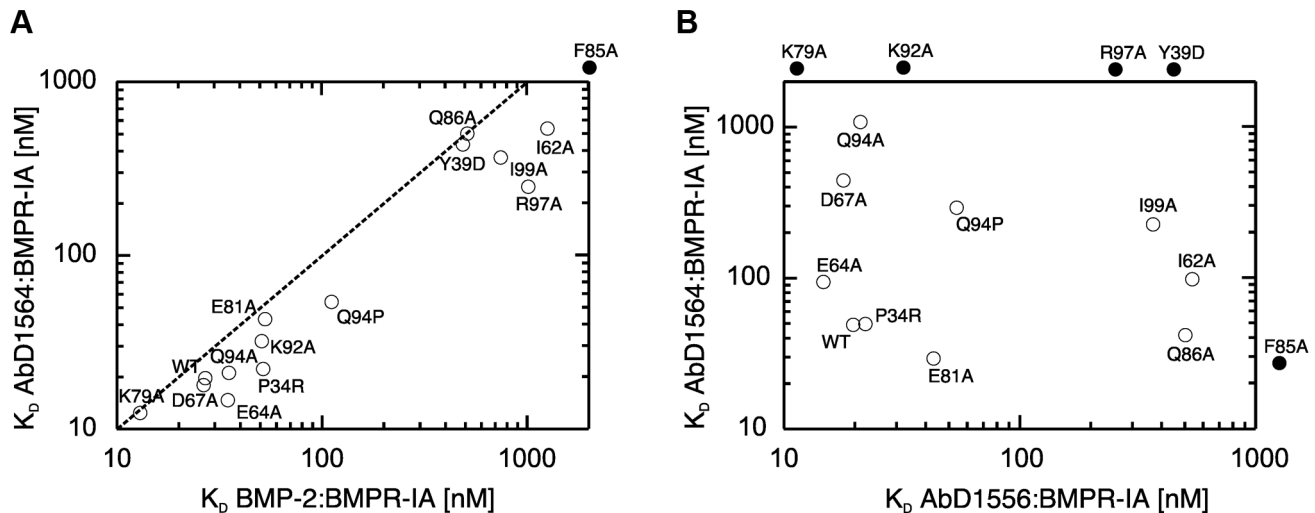 A
F85A
1000
Q86A
Y39D
I62A
I99A
R97A
100
E81A
Q94P
K92A
WT
Q94A
P34R
K79A
D67A
E64A
10
10
100
1000
K_D AbD1564:BMPR-IA [nM]
K_D BMP-2:BMPR-IA [nM]
B
K79A
K92A
R97A
Y39D
1000
Q94A
D67A
Q94P
I99A
E64A
I62A
100
P34R
WT
Q86A
F85A
E81A
10
10
100
1000
K_D AbD1564:BMPR-IA [nM]
K_D AbD1556:BMPR-IA [nM]